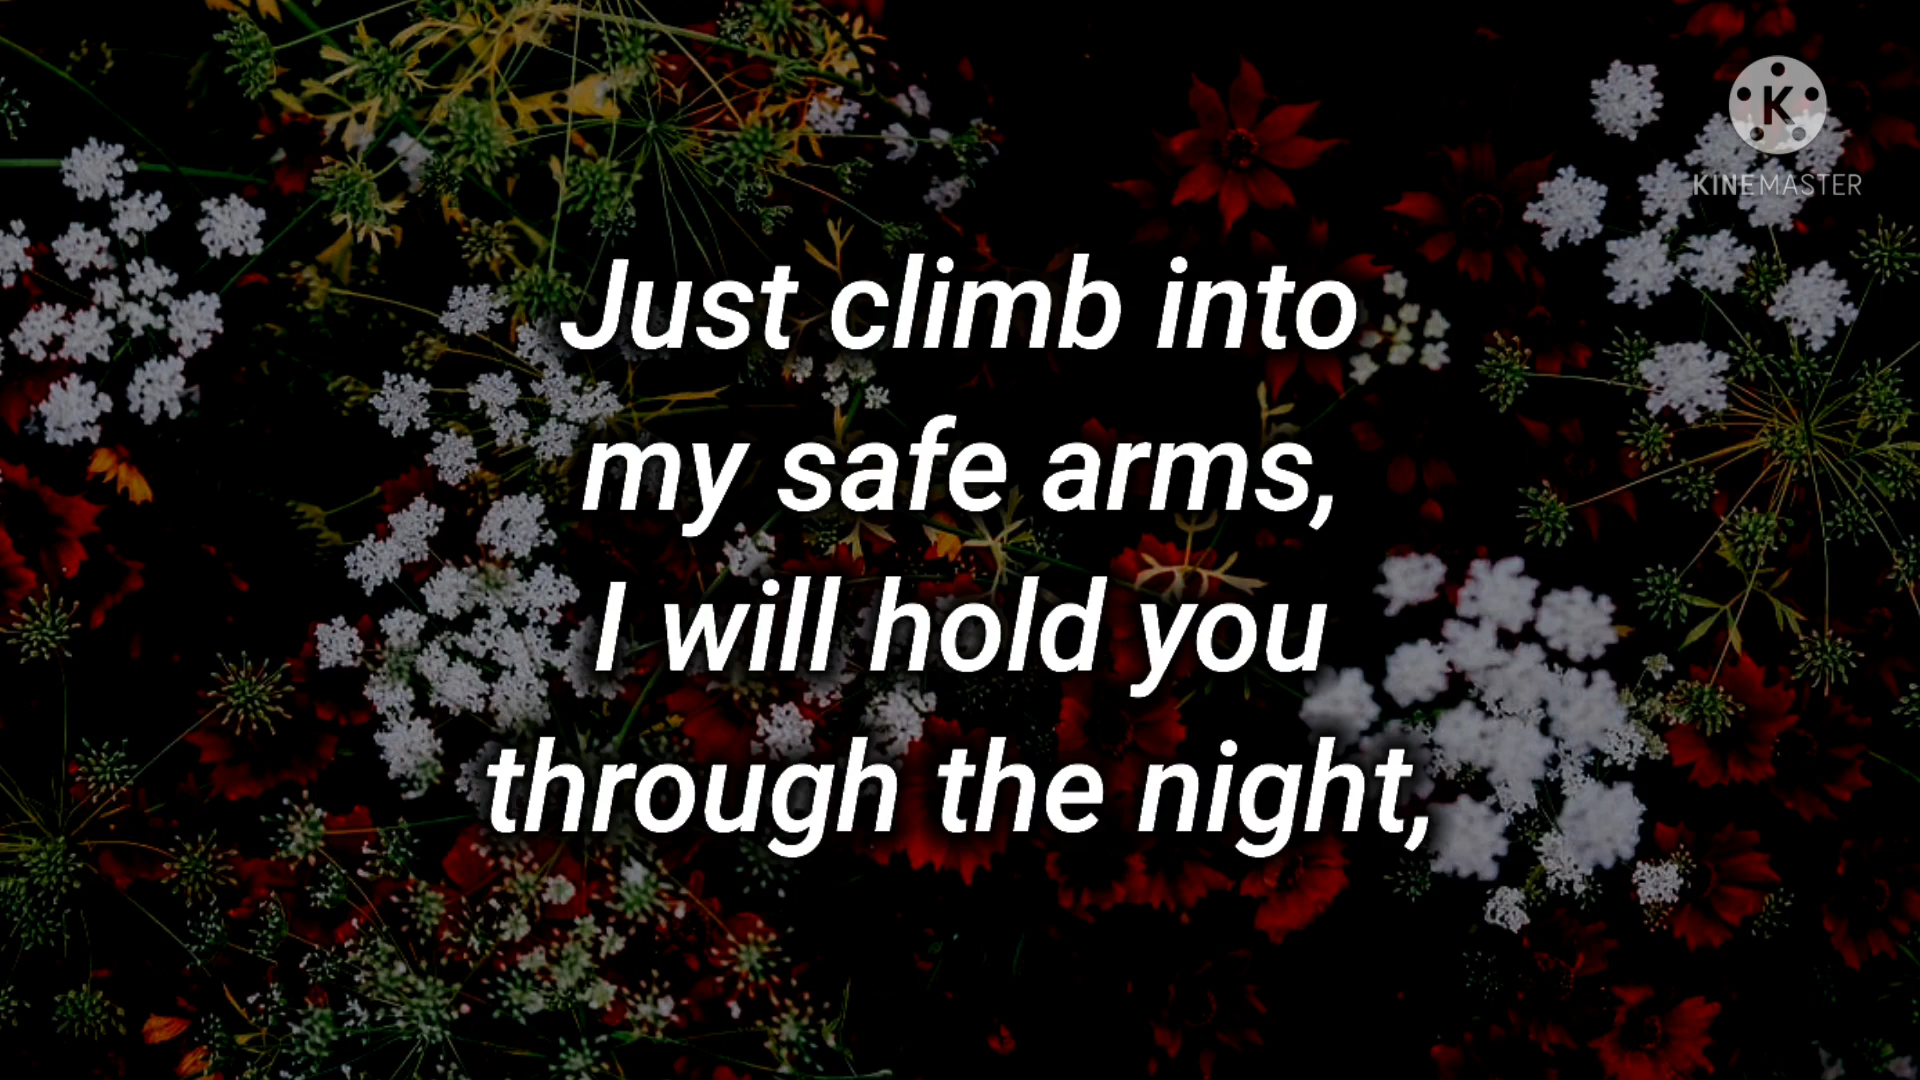 K
KINEMASTER
Just climb into
my safe arms,
I will hold you
through the night,